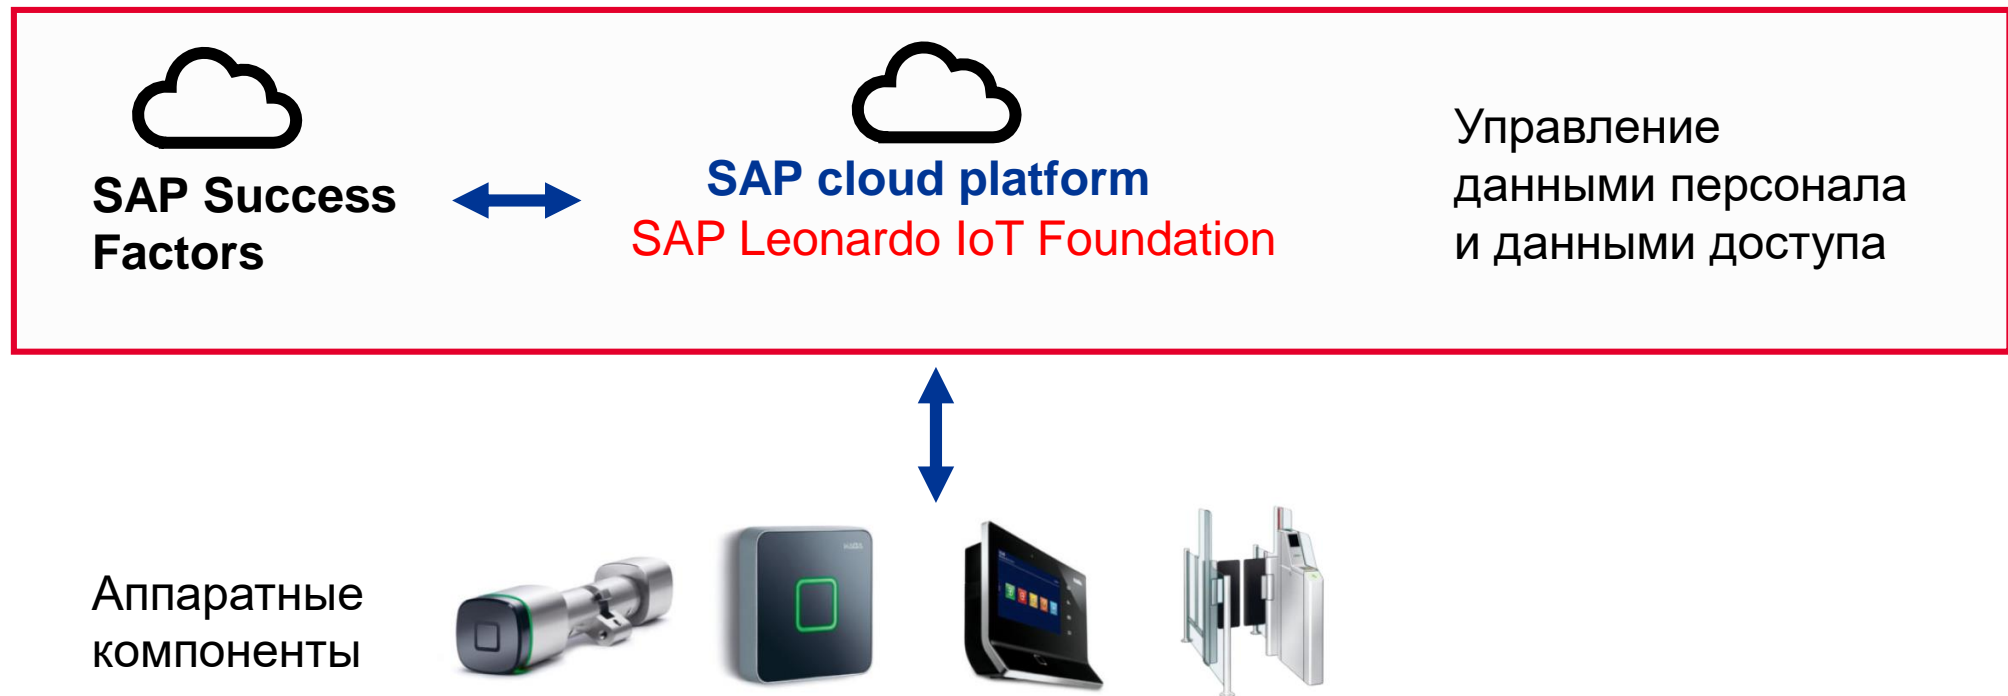 SAP Success
Factors
SAP cloud platform
SAP Leonardo IoT Foundation
Управление
данными персонала
и данными доступа
Аппаратные
компоненты